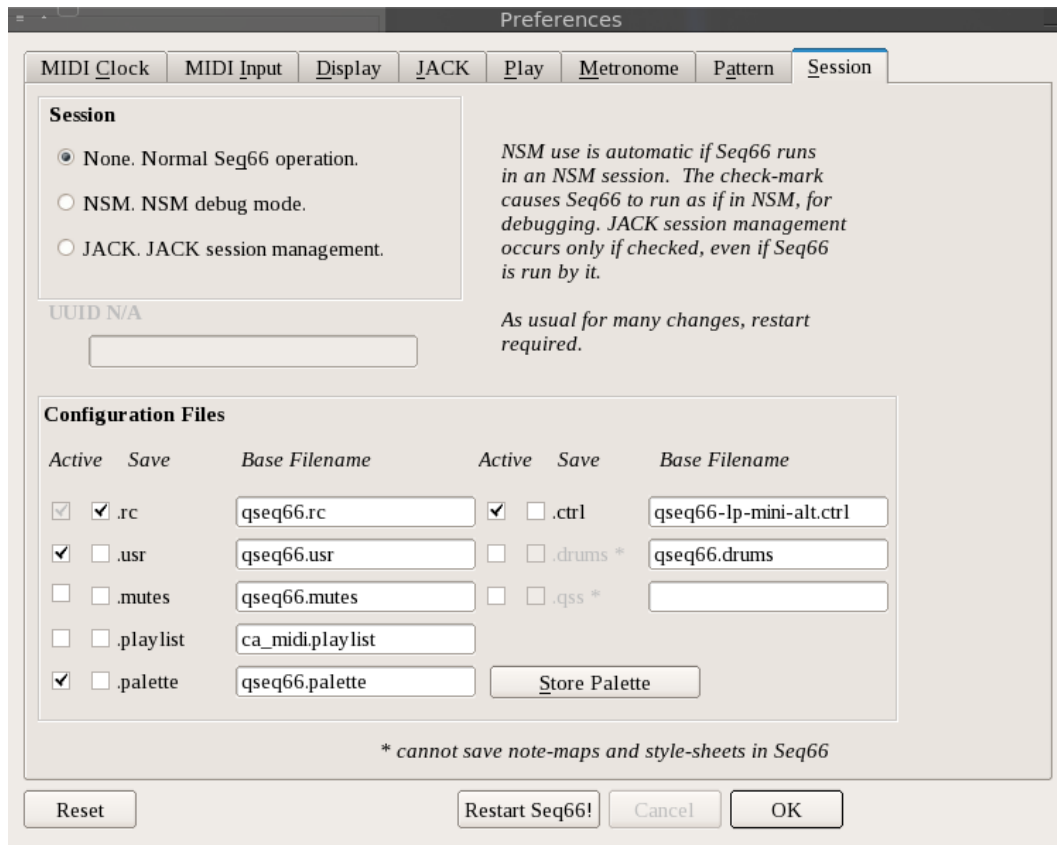 Preferences
MIDI Clock MIDI Input Display JACK Play Metronome Pattern Session
Session
None. Normal Seq66 operation.
NSM. NSM debug mode.
JACK. JACK session management.
UUID N/A
NSM use is automatic if Seq66 runs
in an NSM session. The check-mark
causes Seq66 to run as if in NSM, for
debugging. JACK session management
occurs only if checked, even if Seq66
is run by it.
As usual for many changes, restart
required.
Configuration Files
Active Save Base Filename Active Save Base Filename
.rc qseq66.rc .ctrl qseq66-lp-mini-alt.ctrl
.usr qseq66.usr .drums * qseq66.drums
.mutes qseq66.mutes .qss *
.playlist ca_midi.playlist
.palette qseq66.palette Store Palette
* cannot save note-maps and style-sheets in Seq66
Reset Restart Seq66! Cancel OK